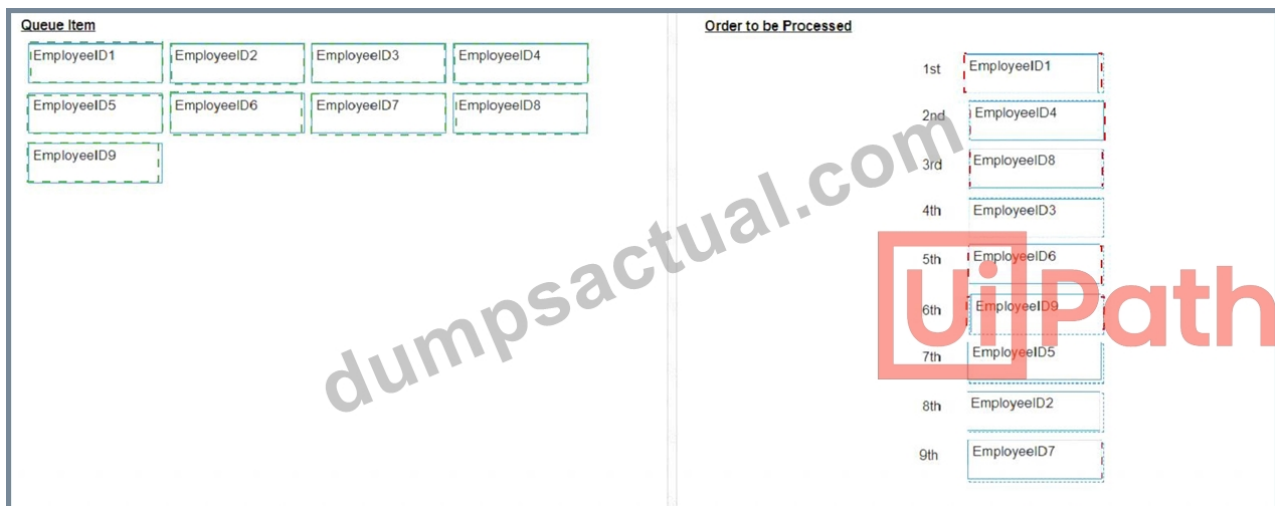 Queue Item
EmployeeID1 EmployeeID2 EmployeeID3 EmployeeID4
EmployeeID5 EmployeeID6 EmployeeID7 EmployeeID8
EmployeeID9
Order to be Processed
1st EmployeeID1
2nd EmployeeID4
3rd EmployeeID8
4th EmployeeID3
5th EmployeeID6
6th EmployeeID9
7th EmployeeID5
8th EmployeeID2
9th EmployeeID7
dumpsactual.com
UiPath